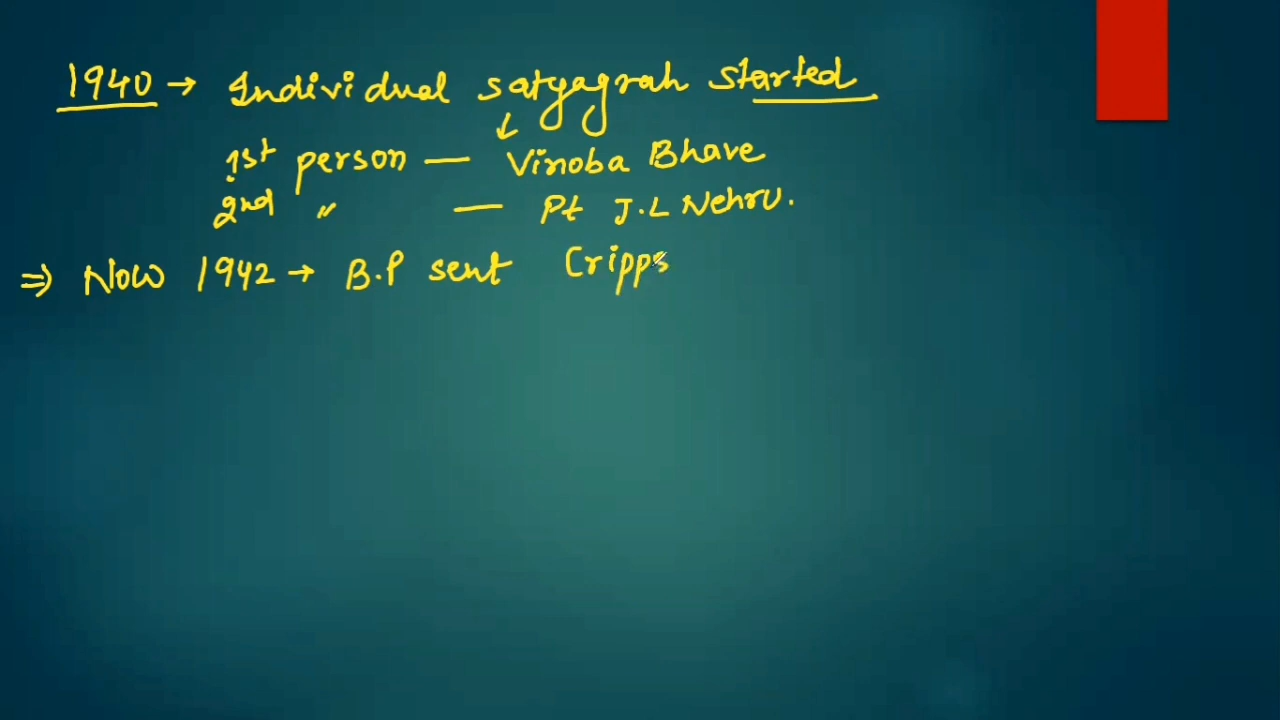 1940 → Individual satyagrah started
1st person — Vinoba Bhave
2nd " — Pt J.L Nehru.
⇒ Now 1942 → B.P sent Cripps